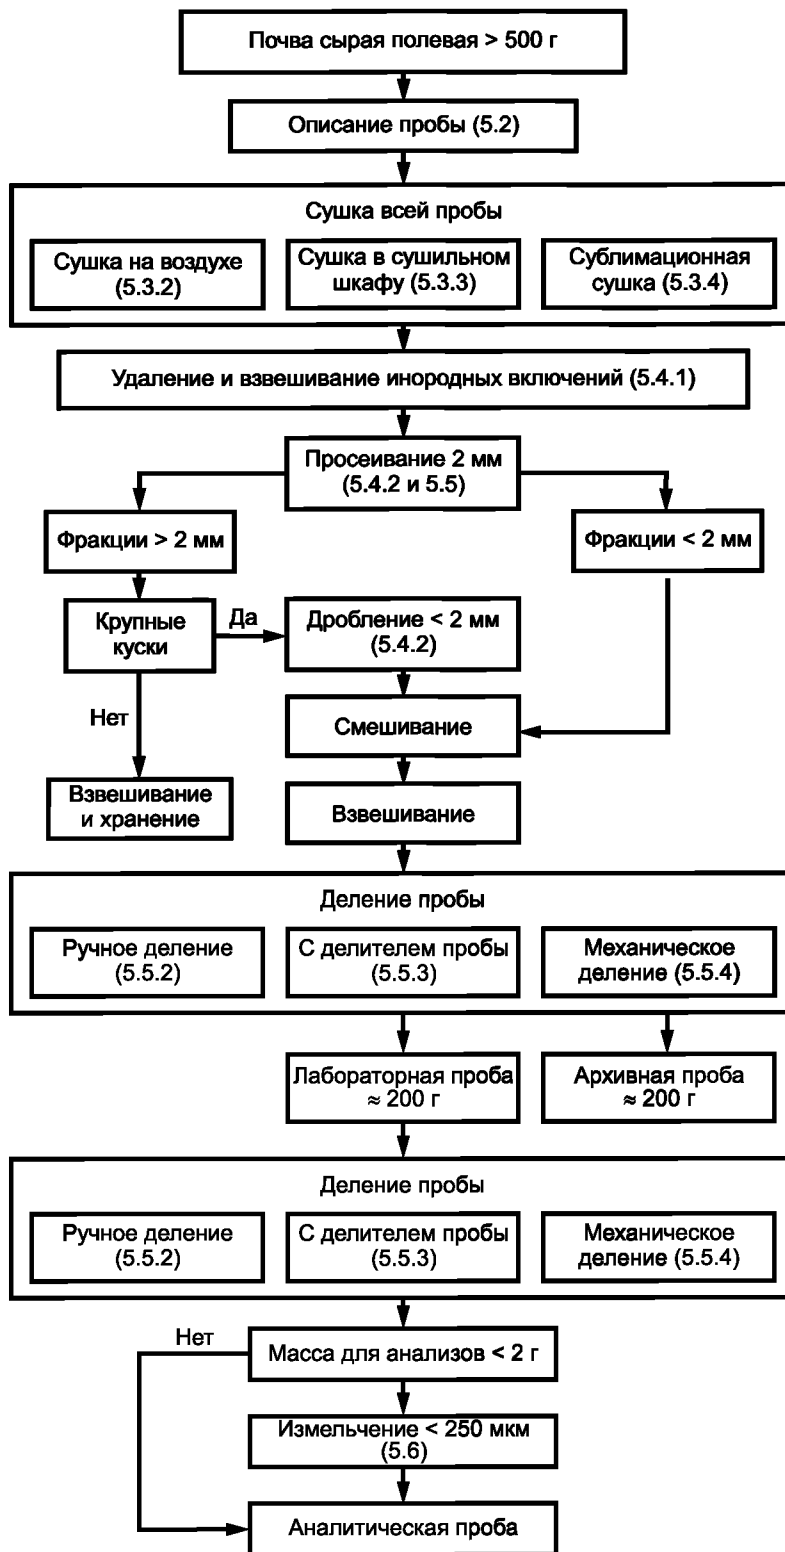 Почва сырая полевая > 500 г
Описание пробы (5.2)
Сушка всей пробы
Сушка на воздухе
(5.3.2)
Сушка в сушильном
шкафу (5.3.3)
Сублимационная
сушка (5.3.4)
Удаление и взвешивание инородных включений (5.4.1)
Просеивание 2 мм
(5.4.2 и 5.5)
Фракции > 2 мм
Фракции < 2 мм
Крупные
куски
Да
Дробление < 2 мм
(5.4.2)
Нет
Смешивание
Взвешивание
и хранение
Взвешивание
Деление пробы
Ручное деление
(5.5.2)
С делителем пробы
(5.5.3)
Механическое
деление (5.5.4)
Лабораторная проба
≈ 200 г
Архивная проба
≈ 200 г
Деление пробы
Ручное деление
(5.5.2)
С делителем пробы
(5.5.3)
Механическое
деление (5.5.4)
Нет
Масса для анализов < 2 г
Измельчение < 250 мкм
(5.6)
Аналитическая проба